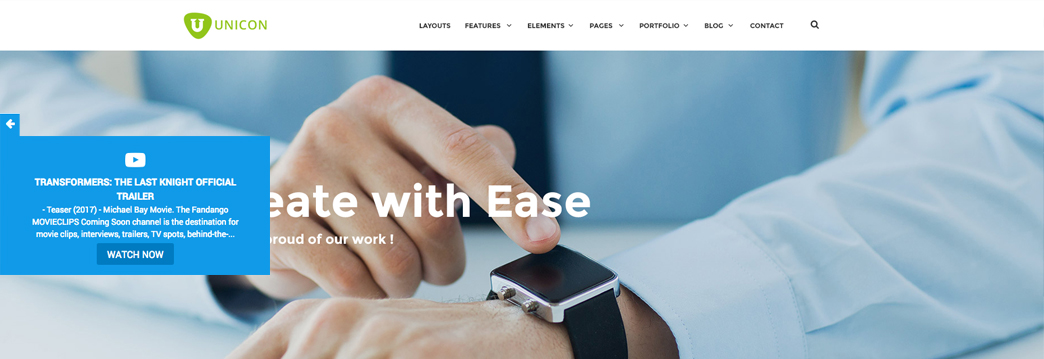 UNICON
LAYOUTS FEATURES ELEMENTS PAGES PORTFOLIO BLOG CONTACT
TRANSFORMERS: THE LAST KNIGHT OFFICIAL
TRAILER
- Teaser (2017) - Michael Bay Movie. The Fandango
MOVIECLIPS Coming Soon channel is the destination for
movie clips, interviews, trailers, TV spots, behind-the-...
WATCH NOW
eate with Ease
proud of our work !